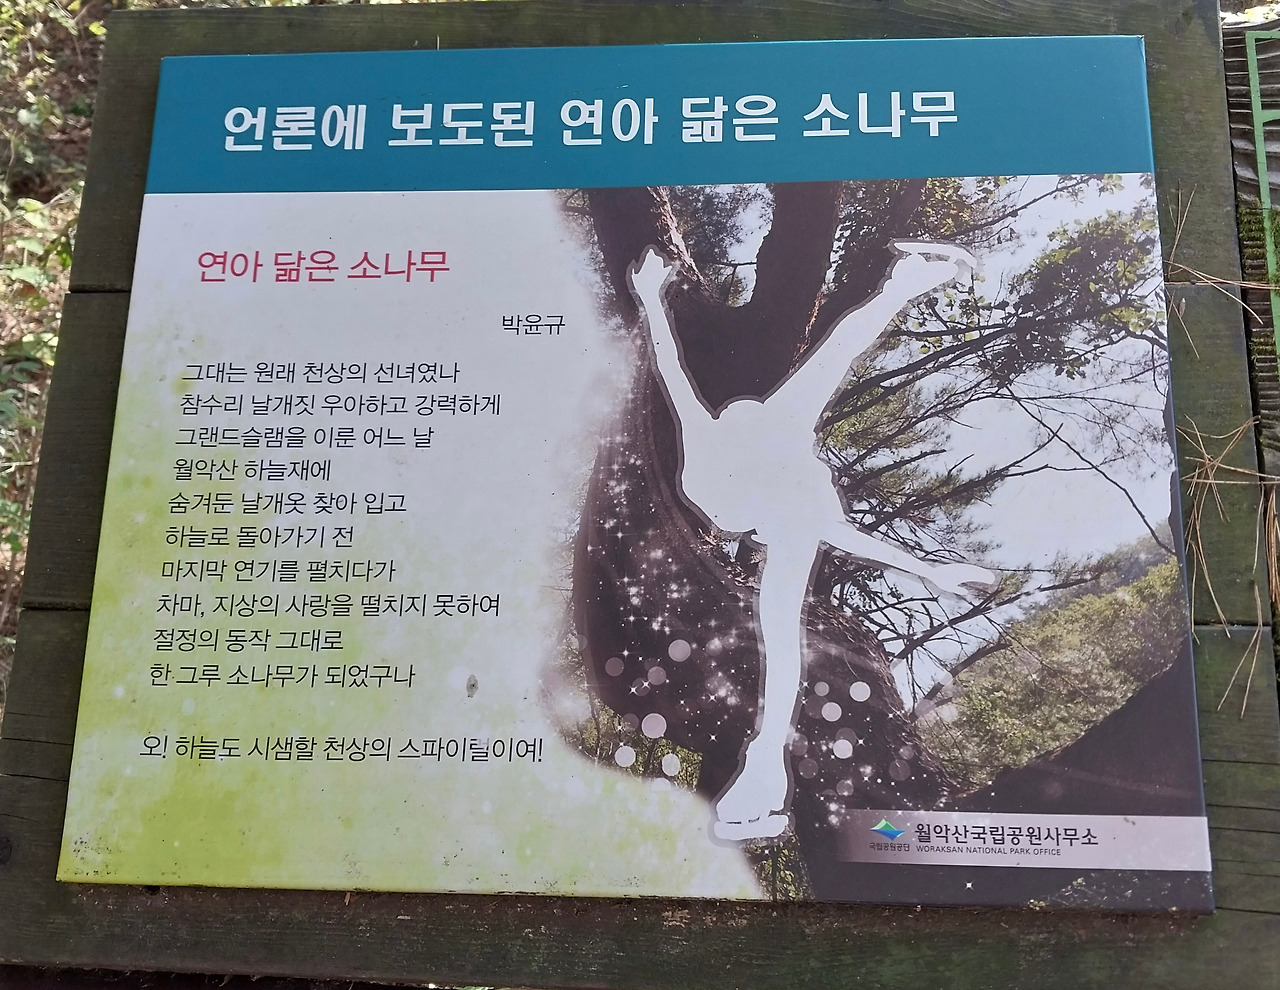 언론에 보도된 연아 닮은 소나무
연아 닮은 소나무
박윤규
그대는 원래 천상의 선녀였나
참수리 날개짓 우아하고 강력하게
그랜드슬램을 이룬 어느 날
월악산 하늘재에
숨겨둔 날개옷 찾아 입고
하늘로 돌아가기 전
마지막 연기를 펼치다가
차마, 지상의 사랑을 떨치지 못하여
절정의 동작 그대로
한 그루 소나무가 되었구나
오! 하늘도 시샘할 천상의 스파이럴이여!
국립공원공단
월악산국립공원사무소
WORAKSAN NATIONAL PARK OFFICE